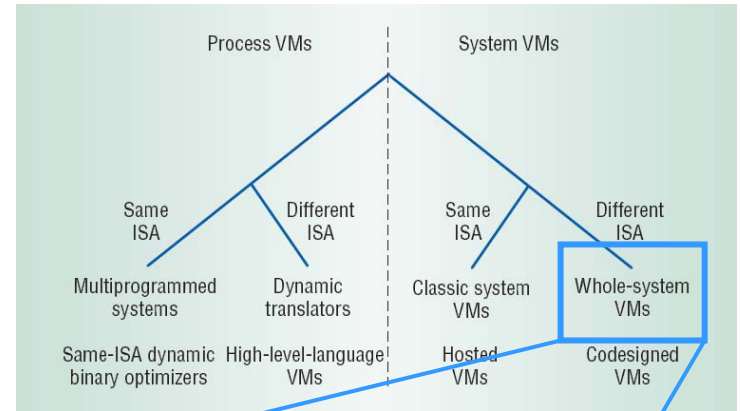 Process VMs
System VMs
Same
ISA
Different
ISA
Same
ISA
Different
ISA
Multiprogrammed
systems
Dynamic
translators
Classic system
VMs
Whole-system
VMs
Same-ISA dynamic
binary optimizers
High-level-language
VMs
Hosted
VMs
Codesigned
VMs